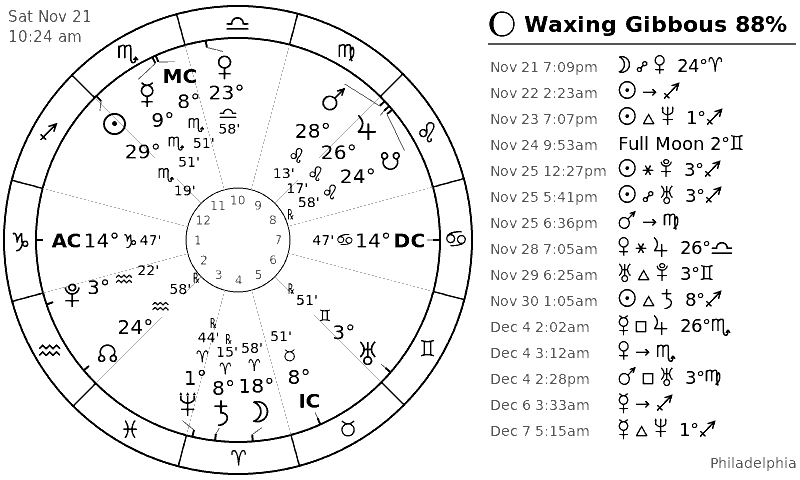 Sat Nov 21
10:24 am
♎
♏
♍
MC
♀
23°
♎
58'
☿
8°
♏
51'
9°
♏
51'
☉
29°
♏
19'
♂
28°
♌
13'
♃
26°
♌
17'
☋
24°
♌
58'
℞
♐
♌
11 10 9
12 8
1 7
2 6
3 4 5
♑
AC 14° ♑ 47'
47' ♋ 14° DC
♋
♇ 3° ♒ 22'
℞
☊ 24° ♒ 58'
℞
51'
♊
3°
♅
℞
44'
♈
1°
♆
℞
15'
♈
8°
♄
58'
♈
18°
☽
51'
♉
8°
IC
♒
♊
♓
♉
♈
Waxing Gibbous 88%
Nov 21 7:09pm ☽ ☍ ♀ 24°♈
Nov 22 2:23am ☉ → ♐
Nov 23 7:07pm ☉ △ ♆ 1°♐
Nov 24 9:53am Full Moon 2°♊
Nov 25 12:27pm ☉ ⚹ ♇ 3°♐
Nov 25 5:41pm ☉ ☍ ♅ 3°♐
Nov 25 6:36pm ♂ → ♍
Nov 28 7:05am ♀ ⚹ ♃ 26°♎
Nov 29 6:25am ♅ △ ♇ 3°♊
Nov 30 1:05am ☉ △ ♄ 8°♐
Dec 4 2:02am ☿ □ ♃ 26°♏
Dec 4 3:12am ♀ → ♏
Dec 4 2:28pm ♂ □ ♅ 3°♍
Dec 6 3:33am ☿ → ♐
Dec 7 5:15am ☿ △ ♆ 1°♐
Philadelphia